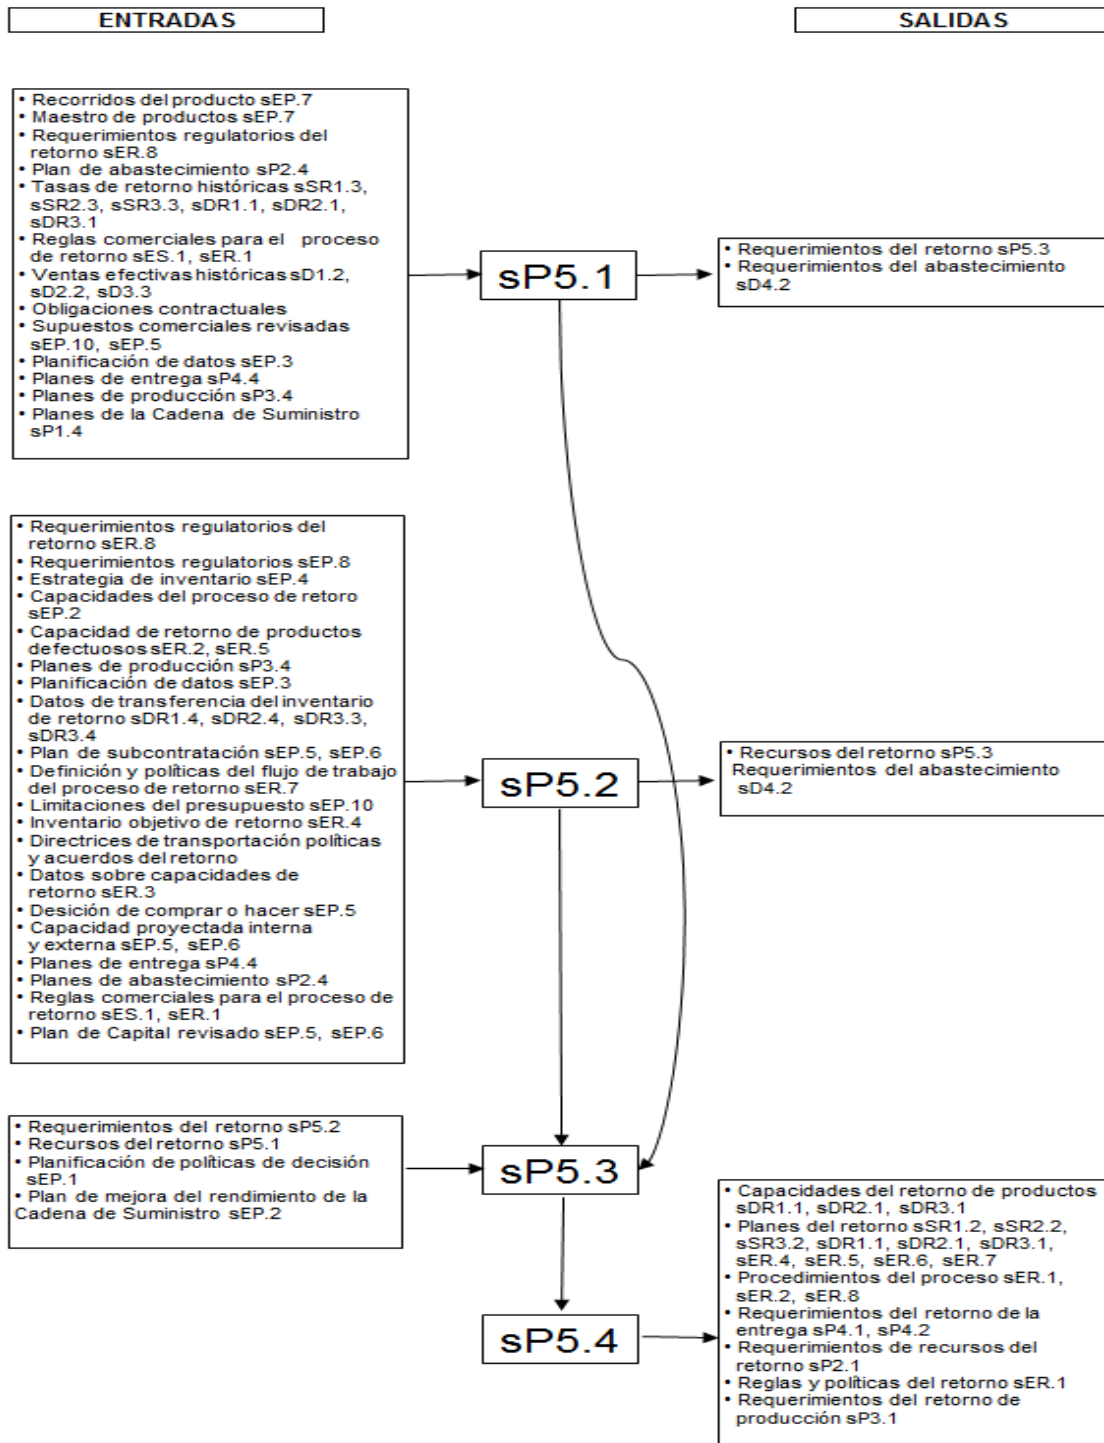 ENTRADAS
SALIDAS
• Recorridos del producto sEP.7
• Maestro de productos sEP.7
• Requerimientos regulatorios del
retorno sER.8
• Plan de abastecimiento sP2.4
• Tasas de retorno históricas sSR1.3,
sSR2.3, sSR3.3, sDR1.1, sDR2.1,
sDR3.1
• Reglas comerciales para el proceso
de retorno sES.1, sER.1
• Ventas efectivas históricas sD1.2,
sD2.2, sD3.3
• Obligaciones contractuales
• Supuestos comerciales revisadas
sEP.10, sEP.5
• Planificación de datos sEP.3
• Planes de entrega sP4.4
• Planes de producción sP3.4
• Planes de la Cadena de Suministro
sP1.4
sP5.1
• Requerimientos del retorno sP5.3
• Requerimientos del abastecimiento
sD4.2
• Requerimientos regulatorios del
retorno sER.8
• Requerimientos regulatorios sEP.8
• Estrategia de inventario sEP.4
• Capacidades del proceso de retoro
sEP.2
• Capacidad de retorno de productos
defectuosos sER.2, sER.5
• Planes de producción sP3.4
• Planificación de datos sEP.3
• Datos de transferencia del inventario
de retorno sDR1.4, sDR2.4, sDR3.3,
sDR3.4
• Plan de subcontratación sEP.5, sEP.6
• Definición y políticas del flujo de trabajo
del proceso de retorno sER.7
• Limitaciones del presupuesto sEP.10
• Inventario objetivo de retorno sER.4
• Directrices de transportación políticas
y acuerdos del retorno
• Datos sobre capacidades de
retorno sER.3
• Desición de comprar o hacer sEP.5
• Capacidad proyectada interna
y externa sEP.5, sEP.6
• Planes de entrega sP4.4
• Planes de abastecimiento sP2.4
• Reglas comerciales para el proceso de
retorno sES.1, sER.1
• Plan de Capital revisado sEP.5, sEP.6
sP5.2
• Recursos del retorno sP5.3
Requerimientos del abastecimiento
sD4.2
• Requerimientos del retorno sP5.2
• Recursos del retorno sP5.1
• Planificación de políticas de decisión
sEP.1
• Plan de mejora del rendimiento de la
Cadena de Suministro sEP.2
sP5.3
sP5.4
• Capacidades del retorno de productos
sDR1.1, sDR2.1, sDR3.1
• Planes del retorno sSR1.2, sSR2.2,
sSR3.2, sDR1.1, sDR2.1, sDR3.1,
sER.4, sER.5, sER.6, sER.7
• Procedimientos del proceso sER.1,
sER.2, sER.8
• Requerimientos del retorno de la
entrega sP4.1, sP4.2
• Requerimientos de recursos del
retorno sP2.1
• Reglas y políticas del retorno sER.1
• Requerimientos del retorno de
producción sP3.1